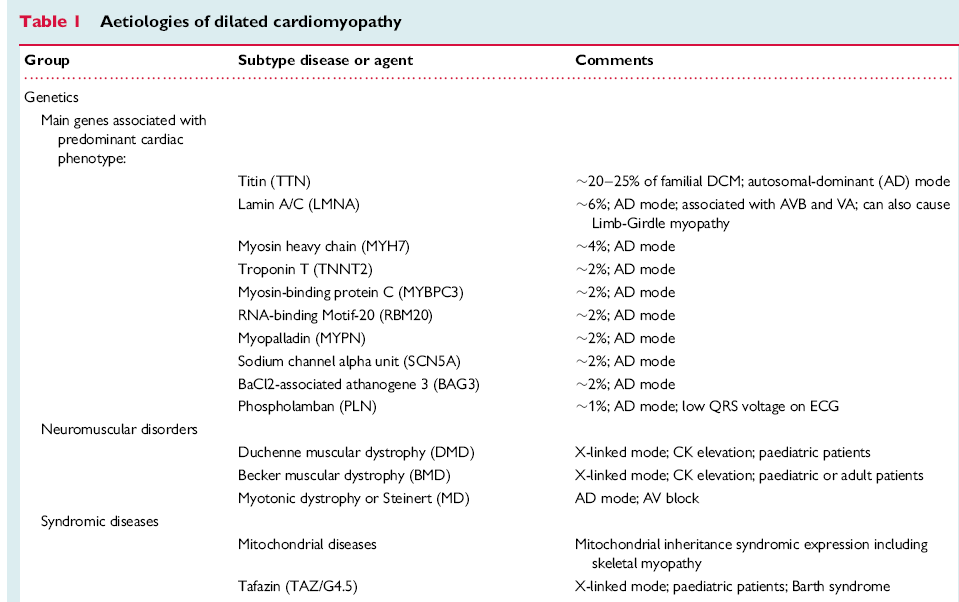 Table 1 Aetiologies of dilated cardiomyopathy
Group Subtype disease or agent Comments
Genetics
Main genes associated with
predominant cardiac
phenotype:
Titin (TTN) ∼20–25% of familial DCM; autosomal-dominant (AD) mode
Lamin A/C (LMNA) ∼6%; AD mode; associated with AVB and VA; can also cause
Limb-Girdle myopathy
Myosin heavy chain (MYH7) ∼4%; AD mode
Troponin T (TNNT2) ∼2%; AD mode
Myosin-binding protein C (MYBPC3) ∼2%; AD mode
RNA-binding Motif-20 (RBM20) ∼2%; AD mode
Myopalladin (MYPN) ∼2%; AD mode
Sodium channel alpha unit (SCN5A) ∼2%; AD mode
BaCl2-associated athanogene 3 (BAG3) ∼2%; AD mode
Phospholamban (PLN) ∼1%; AD mode; low QRS voltage on ECG
Neuromuscular disorders
Duchenne muscular dystrophy (DMD) X-linked mode; CK elevation; paediatric patients
Becker muscular dystrophy (BMD) X-linked mode; CK elevation; paediatric or adult patients
Myotonic dystrophy or Steinert (MD) AD mode; AV block
Syndromic diseases
Mitochondrial diseases Mitochondrial inheritance syndromic expression including
skeletal myopathy
Tafazin (TAZ/G4.5) X-linked mode; paediatric patients; Barth syndrome